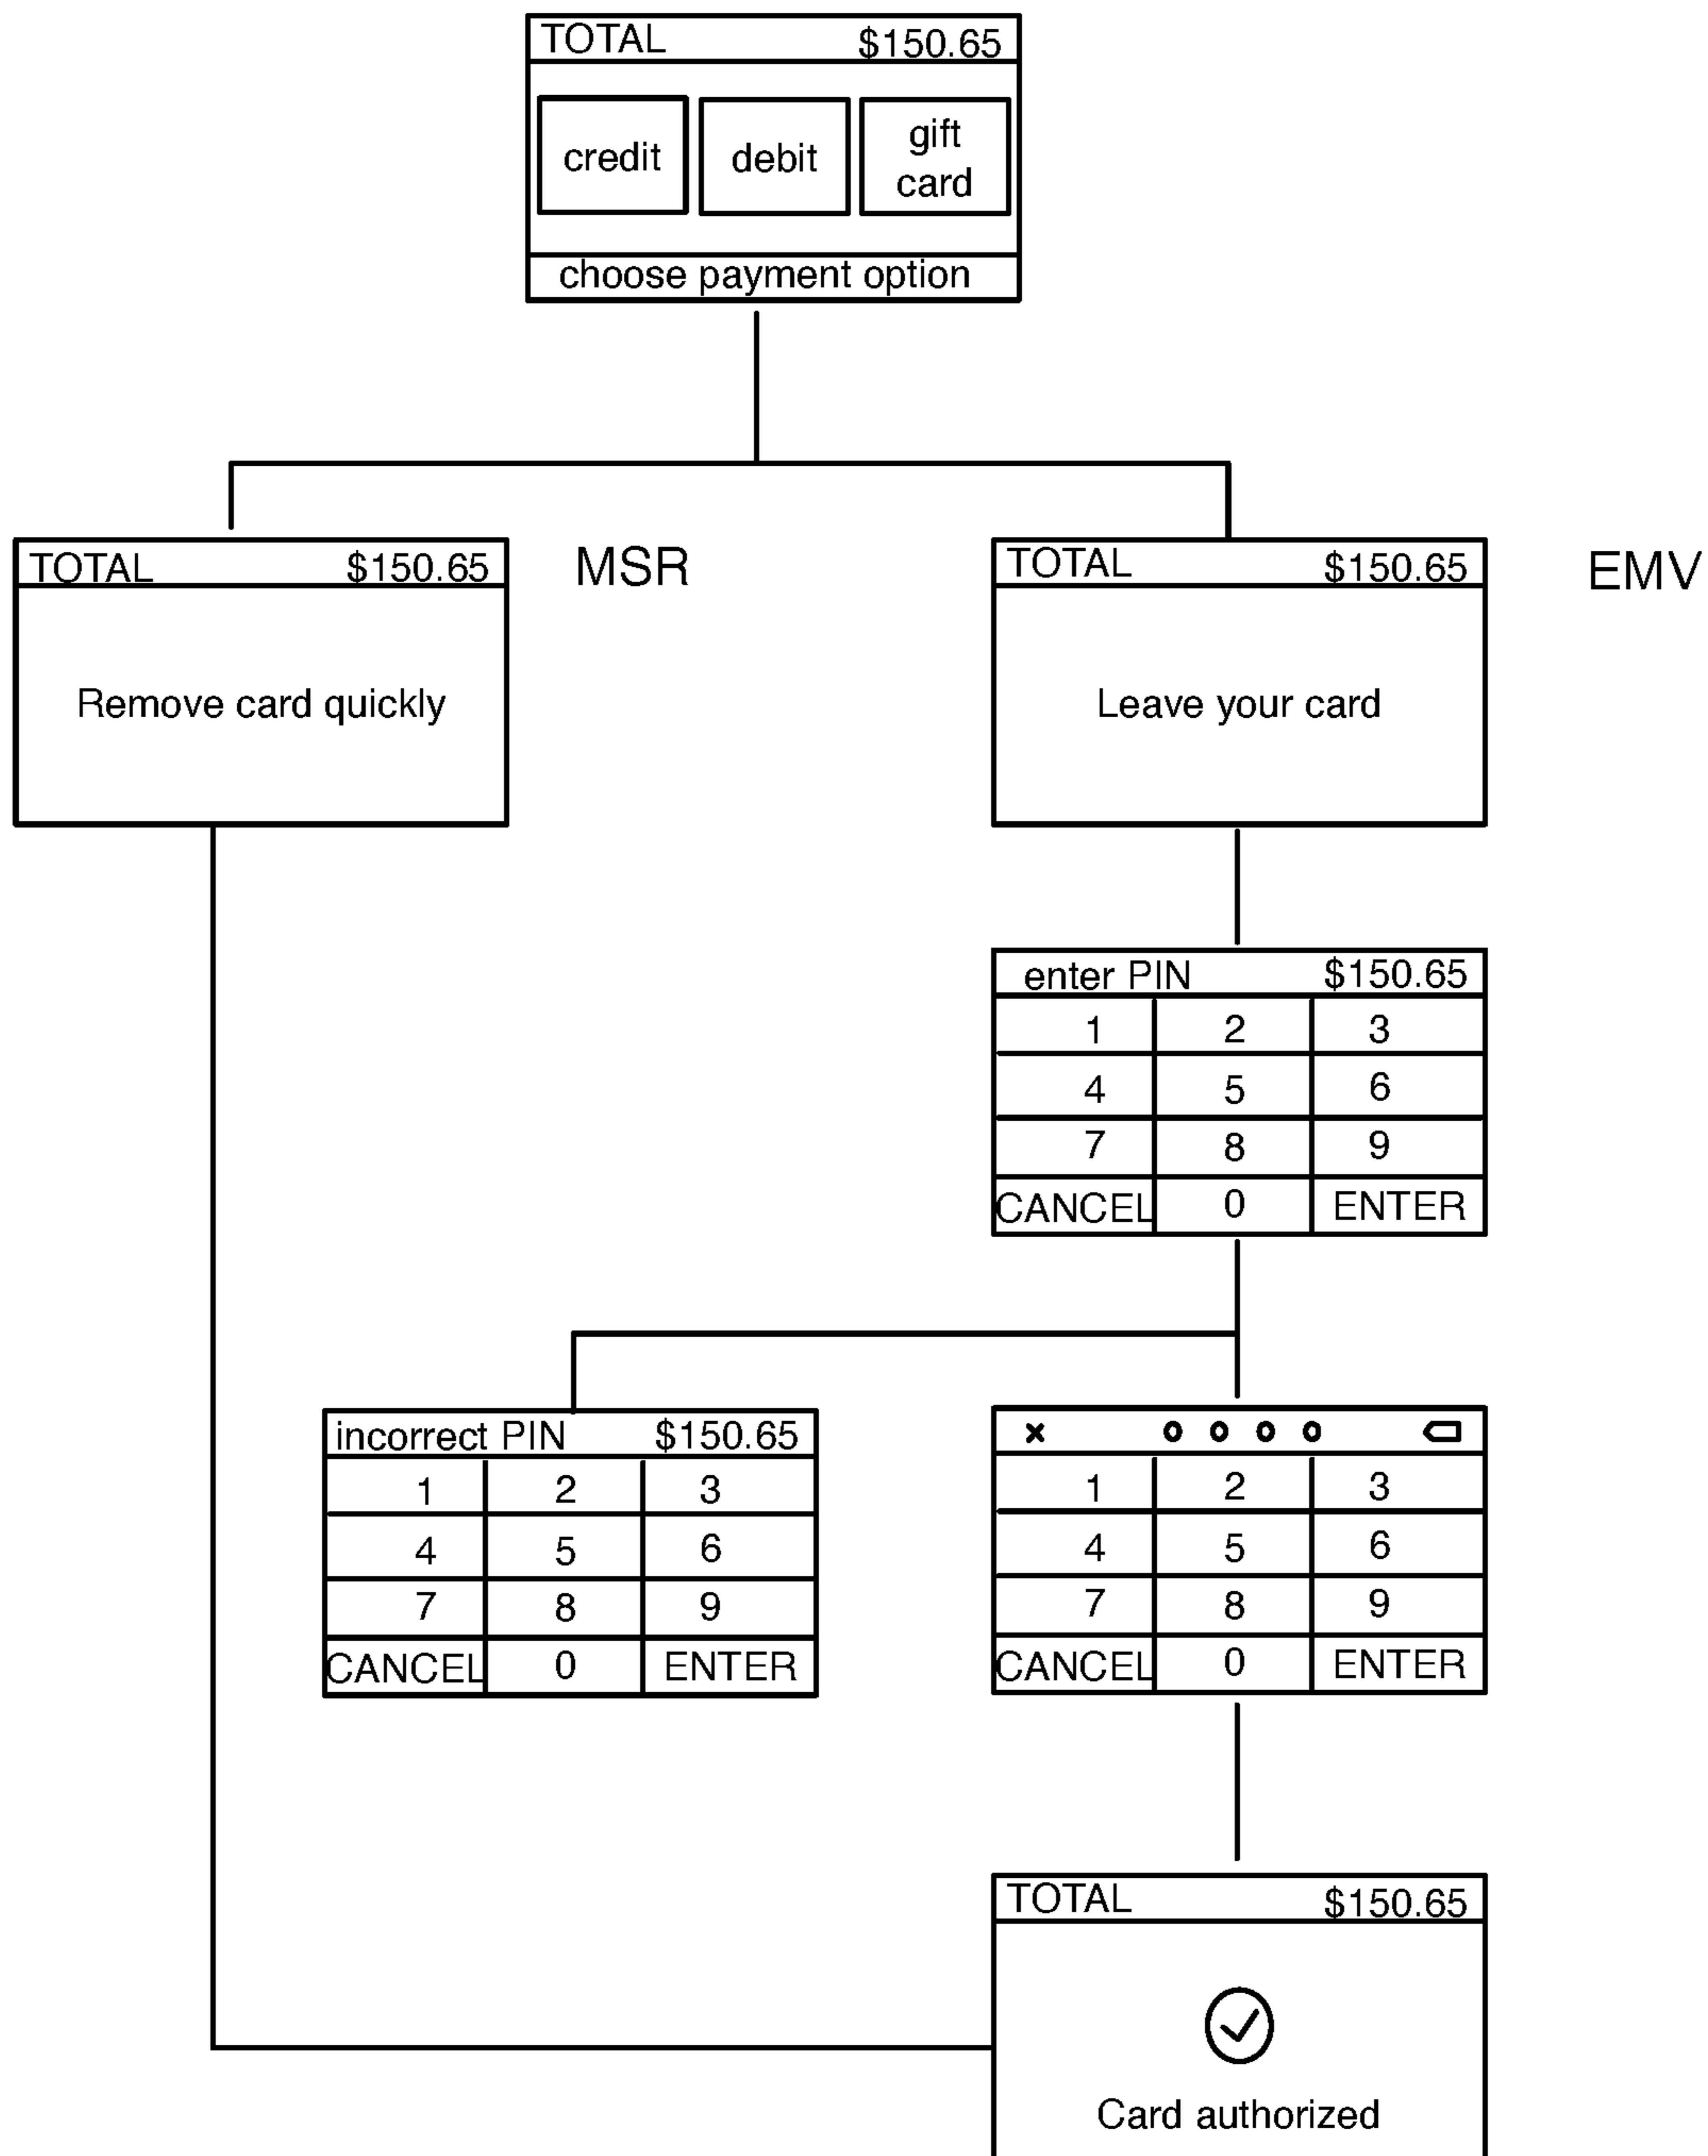 TOTAL $150.65
credit debit gift card
choose payment option
TOTAL $150.65
Remove card quickly
MSR
TOTAL $150.65
Leave your card
EMV
enter PIN $150.65
1 2 3
4 5 6
7 8 9
CANCEL 0 ENTER
incorrect PIN $150.65
1 2 3
4 5 6
7 8 9
CANCEL 0 ENTER
1 2 3
4 5 6
7 8 9
CANCEL 0 ENTER
TOTAL $150.65
Card authorized